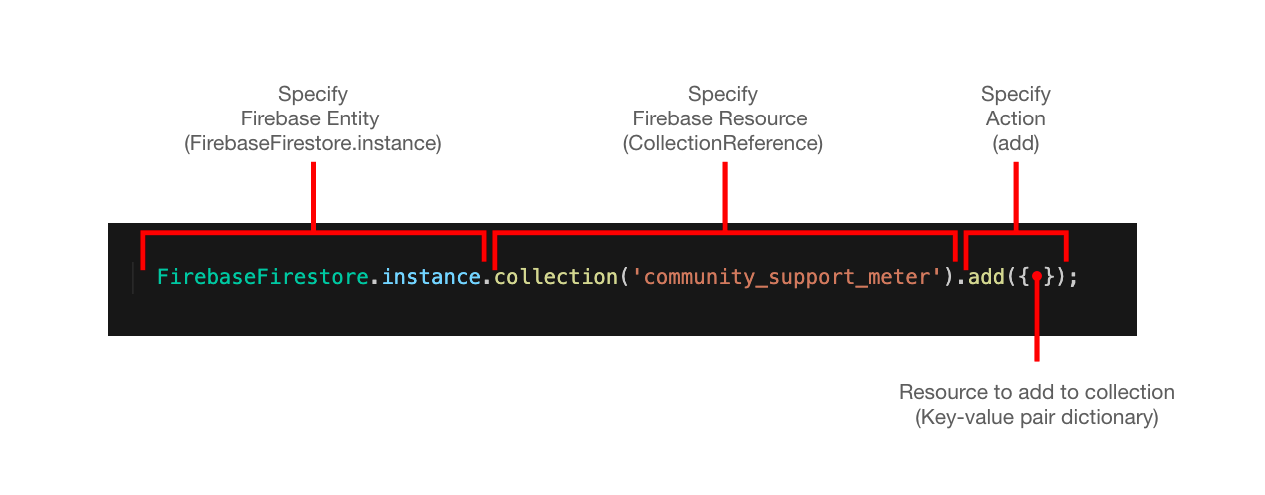 Specify
Firebase Entity
(FirebaseFirestore.instance)
Specify
Firebase Resource
(CollectionReference)
Specify
Action
(add)
FirebaseFirestore.instance.collection('community_support_meter').add({ });
Resource to add to collection
(Key-value pair dictionary)